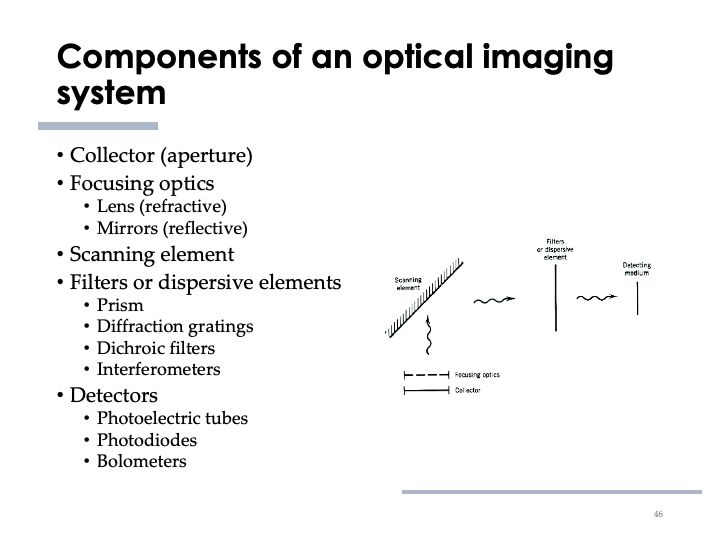 Components of an optical imaging
system
• Collector (aperture)
• Focusing optics
• Lens (refractive)
• Mirrors (reflective)
• Scanning element
• Filters or dispersive elements
• Prism
• Diffraction gratings
• Dichroic filters
• Interferometers
• Detectors
• Photoelectric tubes
• Photodiodes
• Bolometers
Scanning
element
Filters
or dispersive
element
Detecting
medium
Focusing optics
Collector
46